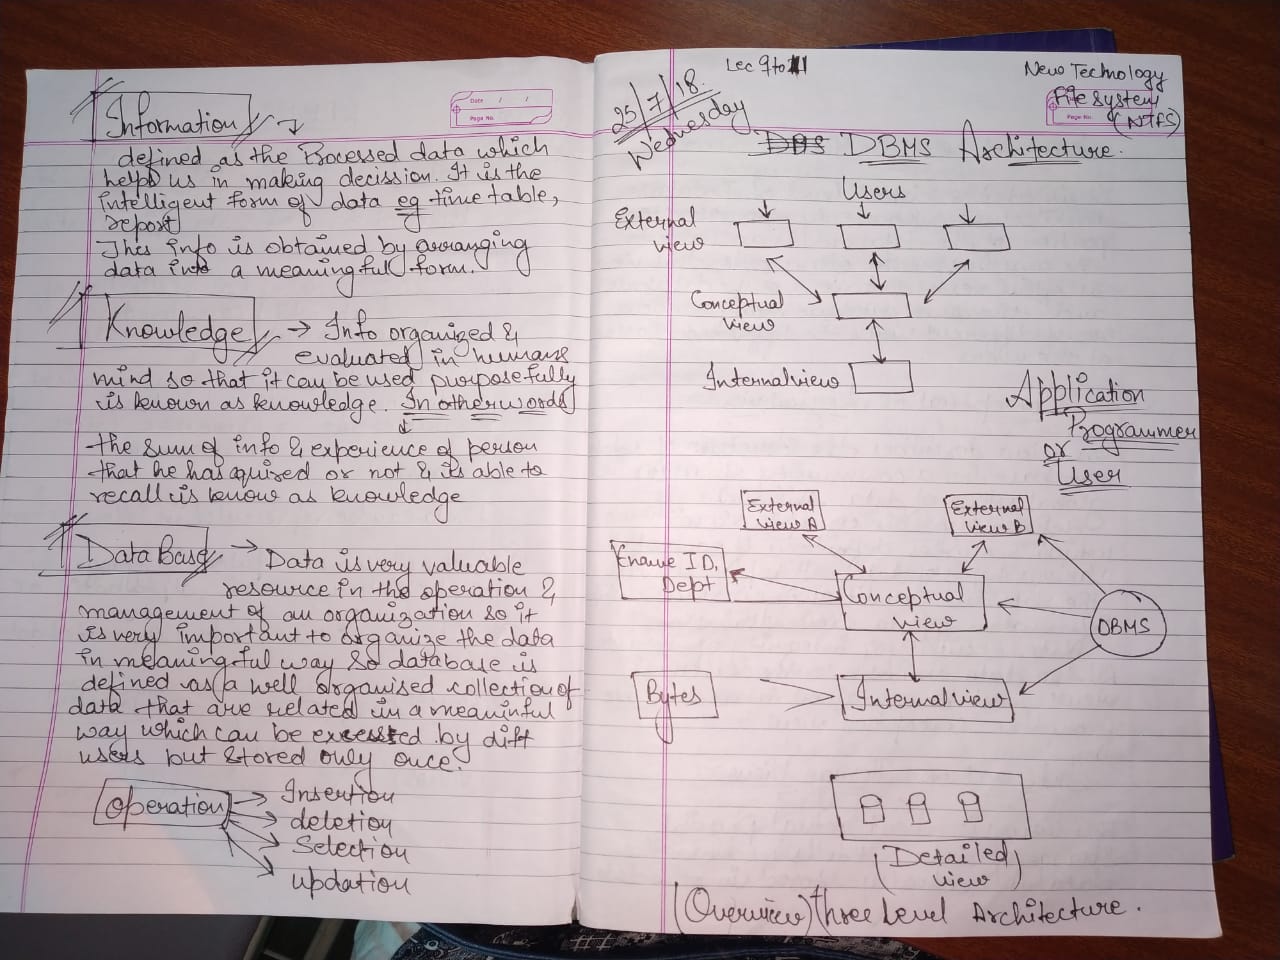 Information
Date / /
Page No.
defined as the Processed data which
helps us in making decission. It is the
intelligent form of data eg time table,
report
This info is obtained by arranging
data into a meaningful form.
Knowledge → Info organized &
evaluated in humans
mind so that it can be used purposefully
is known as knowledge. In other words
the sum of info & experience of person
that he has aquired or not & is able to
recall is know as knowledge
Data Base → Data is very valuable
resource in the operation &
management of an organization so it
is very important to organize the data
in meaningful way so database is
defined as a well organised collection of
data that are related in a meaninful
way which can be excessed by diff
users but stored only once.
Operation → Insertion
→ deletion
→ Selection
→ updation
Lec 9 to 11
25/7/18
Wednesday
New Technology
File system
(NTFS)
Page No.
DBMS Architecture.
Users
External
view
Conceptual
view
Internal view
Application
Programmer
or
User
External
view A
External
view B
Ename ID,
Dept
Conceptual
view
DBMS
Bytes
Internal view
(Detailed
view)
(Overview) three level Architecture.